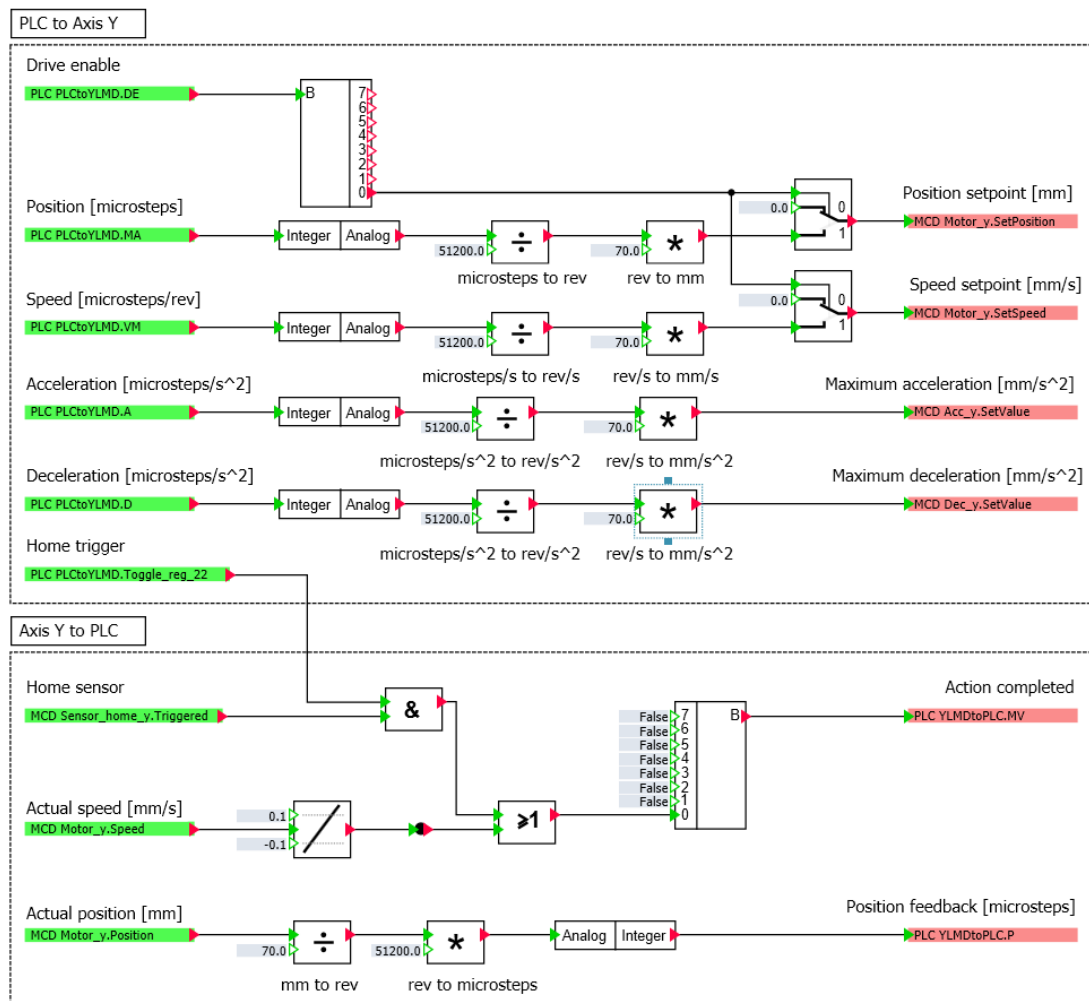 PLC to Axis Y
Drive enable
PLC PLCtoYLMD.DE
B
7
6
5
4
3
2
1
0
Position [microsteps]
PLC PLCtoYLMD.MA
Integer Analog
51200.0
÷
microsteps to rev
70.0
*
rev to mm
0.0
0
1
Position setpoint [mm]
MCD Motor_y.SetPosition
Speed [microsteps/rev]
PLC PLCtoYLMD.VM
Integer Analog
51200.0
÷
microsteps/s to rev/s
70.0
*
rev/s to mm/s
0.0
0
1
Speed setpoint [mm/s]
MCD Motor_y.SetSpeed
Acceleration [microsteps/s^2]
PLC PLCtoYLMD.A
Integer Analog
51200.0
÷
microsteps/s^2 to rev/s^2
70.0
*
rev/s to mm/s^2
Maximum acceleration [mm/s^2]
MCD Acc_y.SetValue
Deceleration [microsteps/s^2]
PLC PLCtoYLMD.D
Integer Analog
51200.0
÷
microsteps/s^2 to rev/s^2
70.0
*
rev/s to mm/s^2
Maximum deceleration [mm/s^2]
MCD Dec_y.SetValue
Home trigger
PLC PLCtoYLMD.Toggle_reg_22
Axis Y to PLC
Home sensor
MCD Sensor_home_y.Triggered
&
False 7
False 6
False 5
False 4
False 3
False 2
False 1
0
B
Action completed
PLC YLMDtoPLC.MV
Actual speed [mm/s]
MCD Motor_y.Speed
0.1
-0.1
≥1
Actual position [mm]
MCD Motor_y.Position
70.0
÷
mm to rev
51200.0
*
rev to microsteps
Analog Integer
Position feedback [microsteps]
PLC YLMDtoPLC.P